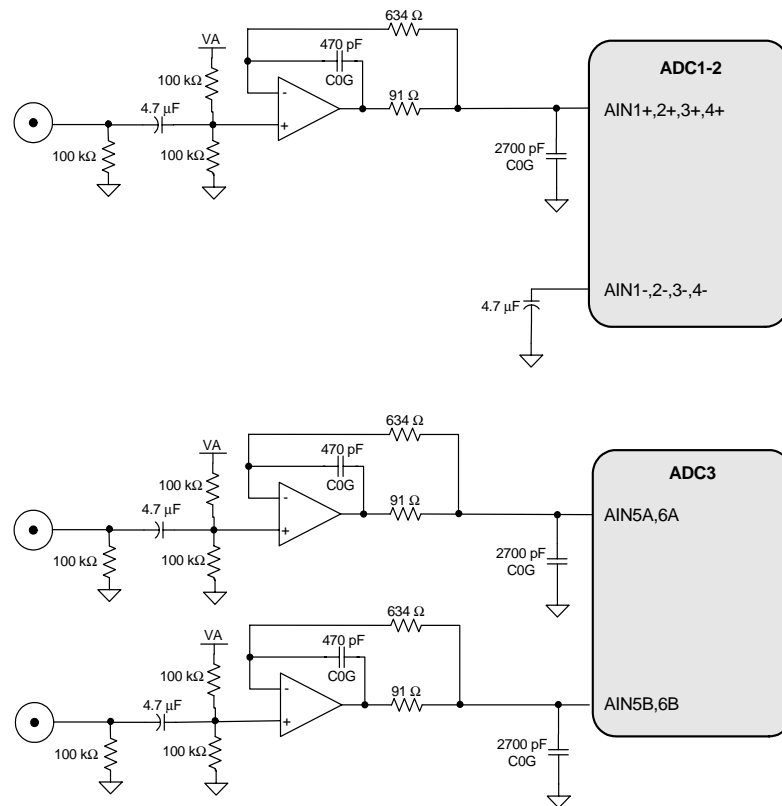 634 Ω
470 pF
C0G
VA
100 kΩ
4.7 µF
100 kΩ
100 kΩ
91 Ω
2700 pF
C0G
ADC1-2
AIN1+,2+,3+,4+
4.7 µF
AIN1-,2-,3-,4-
-
+
634 Ω
470 pF
C0G
VA
100 kΩ
4.7 µF
100 kΩ
100 kΩ
91 Ω
2700 pF
C0G
ADC3
AIN5A,6A
-
+
634 Ω
470 pF
C0G
VA
100 kΩ
4.7 µF
100 kΩ
100 kΩ
91 Ω
2700 pF
C0G
AIN5B,6B
-
+